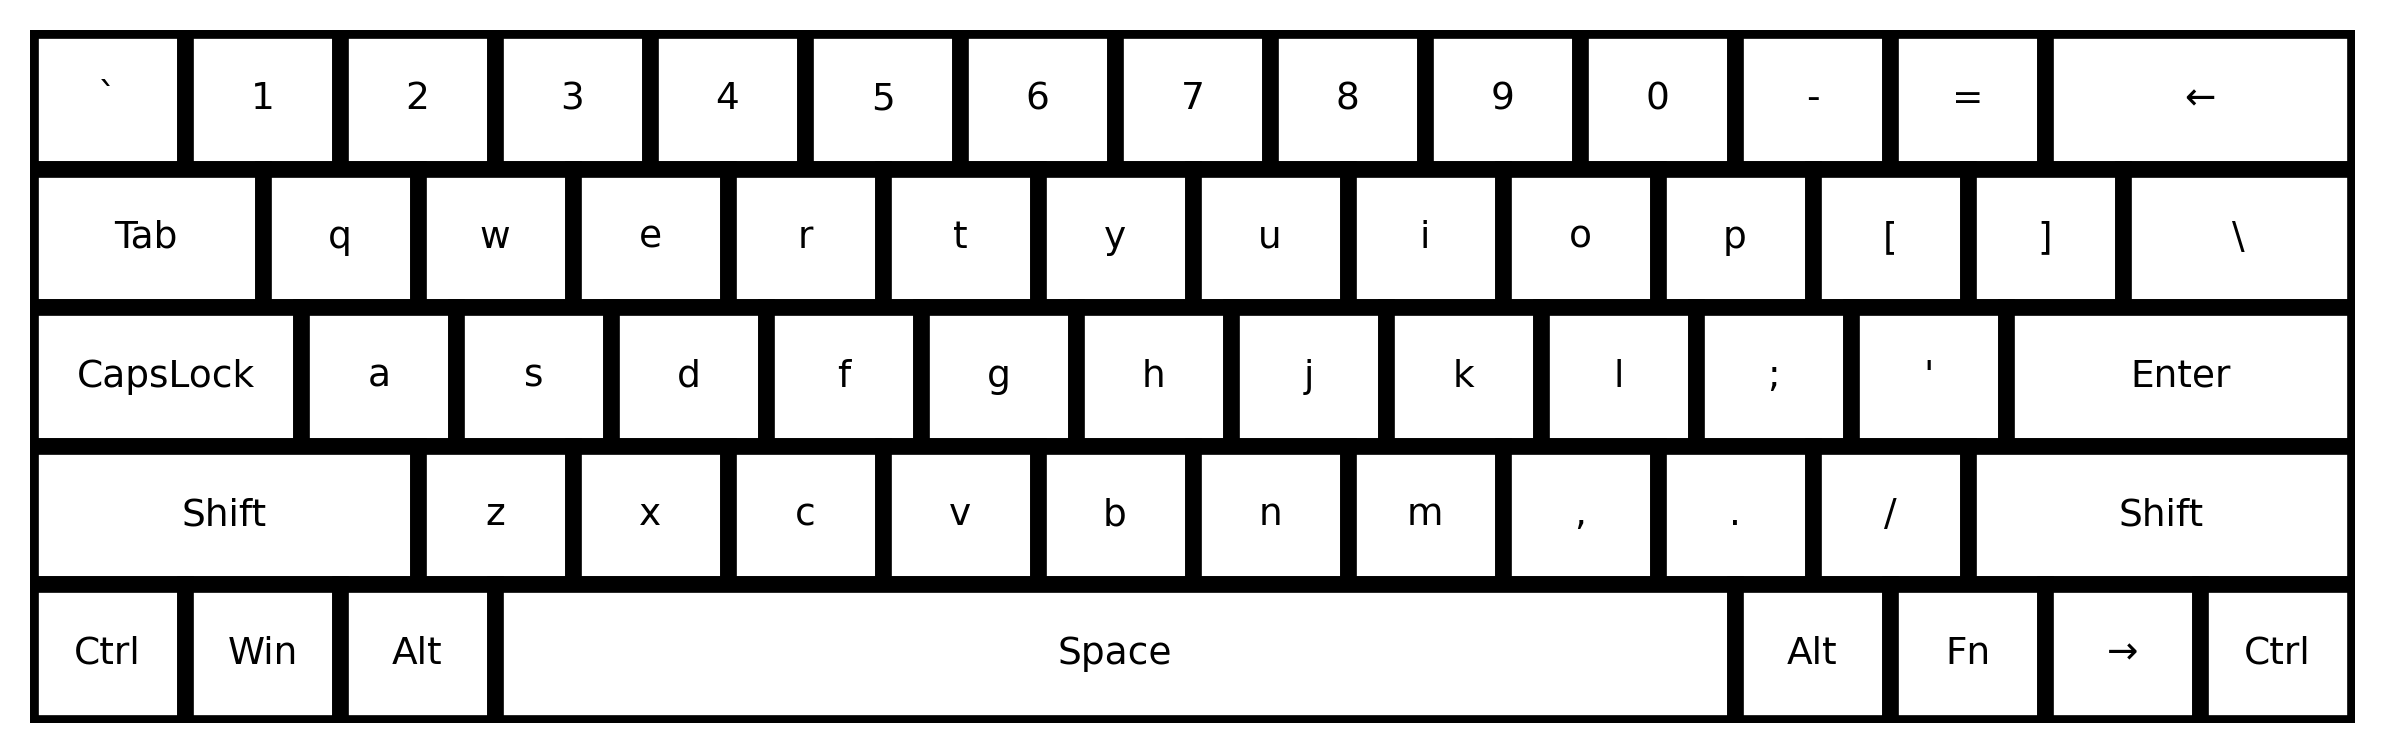 ` 1 2 3 4 5 6 7 8 9 0 - = ←
Tab q w e r t y u i o p [ ] \
CapsLock a s d f g h j k l ; ' Enter
Shift z x c v b n m , . / Shift
Ctrl Win Alt Space Alt Fn → Ctrl